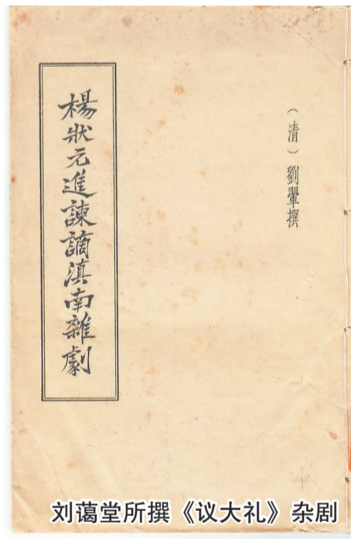 （清）劉翬撰
楊狀元進諫謫滇南雜劇
刘蔼堂所撰《议大礼》杂剧